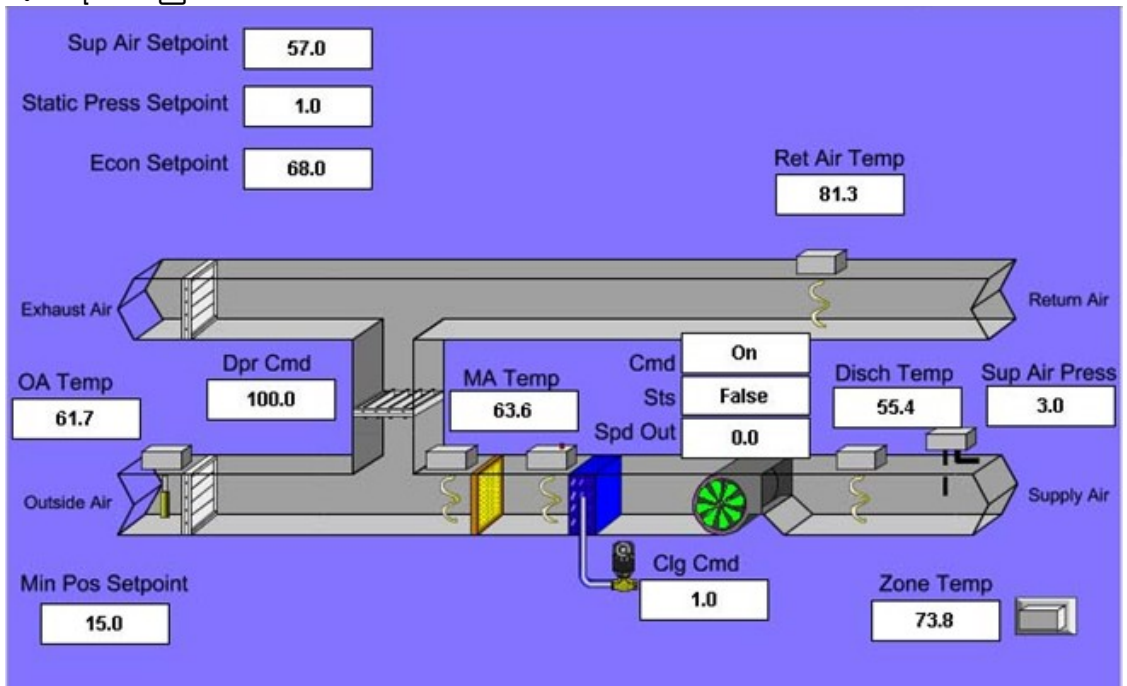 Sup Air Setpoint 57.0
Static Press Setpoint 1.0
Econ Setpoint 68.0
Ret Air Temp
81.3
Exhaust Air
Return Air
OA Temp
61.7
Dpr Cmd
100.0
MA Temp
63.6
Cmd On
Sts False
Spd Out 0.0
Disch Temp
55.4
Sup Air Press
3.0
Outside Air
Supply Air
Min Pos Setpoint
15.0
Clg Cmd
1.0
Zone Temp
73.8